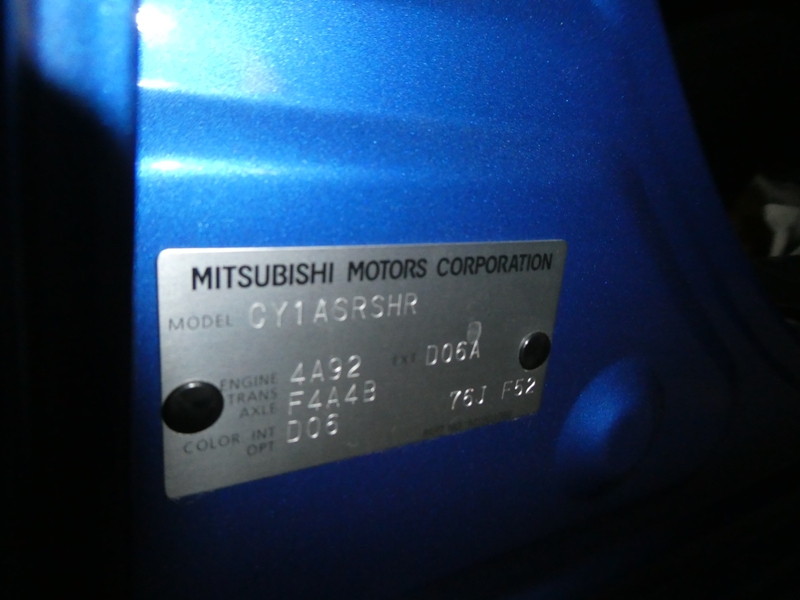 MITSUBISHI MOTORS CORPORATION
MODEL CY1ASRSHR
ENGINE 4A92 EXT D06A
TRANS AXLE F4A4B 76J F52
COLOR INT OPT D06